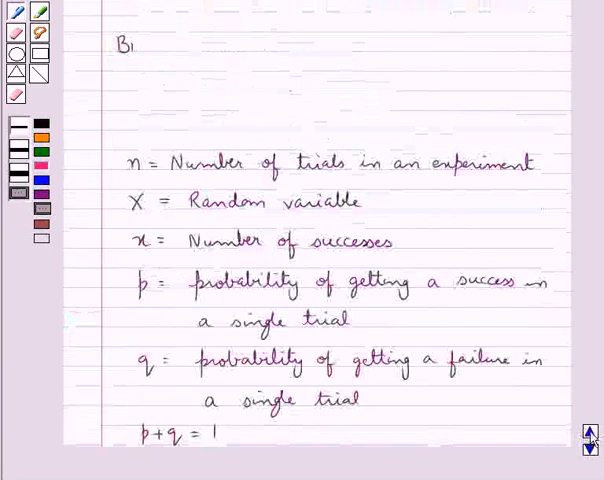 Bi
n = Number of trials in an experiment
X = Random variable
x = Number of successes
p = probability of getting a success in
a single trial
q = probability of getting a failure in
a single trial
p+q = 1